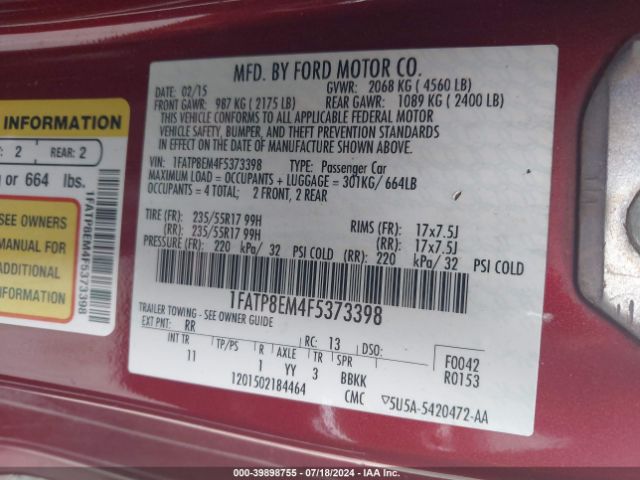 MFD. BY FORD MOTOR CO.
DATE: 02/15 GVWR: 2068 KG ( 4560 LB)
FRONT GAWR: 987 KG ( 2175 LB) REAR GAWR: 1089 KG ( 2400 LB)
THIS VEHICLE CONFORMS TO ALL APPLICABLE FEDERAL MOTOR
VEHICLE SAFETY, BUMPER, AND THEFT PREVENTION STANDARDS
IN EFFECT ON THE DATE OF MANUFACTURE SHOWN ABOVE.
VIN: 1FATP8EM4F5373398 TYPE: Passenger Car
MAXIMUM LOAD = OCCUPANTS + LUGGAGE = 301KG/ 664LB
OCCUPANTS = 4 TOTAL; 2 FRONT, 2 REAR
TIRE (FR): 235/55R17 99H RIMS (FR): 17x7.5J
(RR): 235/55R17 99H (RR): 17x7.5J
PRESSURE (FR): 220 kPa/ 32 PSI COLD (RR): 220 kPa/ 32 PSI COLD
1FATP8EM4F5373398
TRAILER TOWING - SEE OWNER GUIDE
EXT PNT: RR RC: 13 DSO: F0042
INT TR TP/PS R AXLE TR SPR R0153
11 1 YY 3 BBKK
1201502184464 CMC 5U5A-5420472-AA
INFORMATION
: 2 REAR: 2
or 664 lbs.
SEE OWNERS
MANUAL FOR
ADDITIONAL
1FATP8EM4F5373398
000-39898755 - 07/18/2024 - IAA Inc.